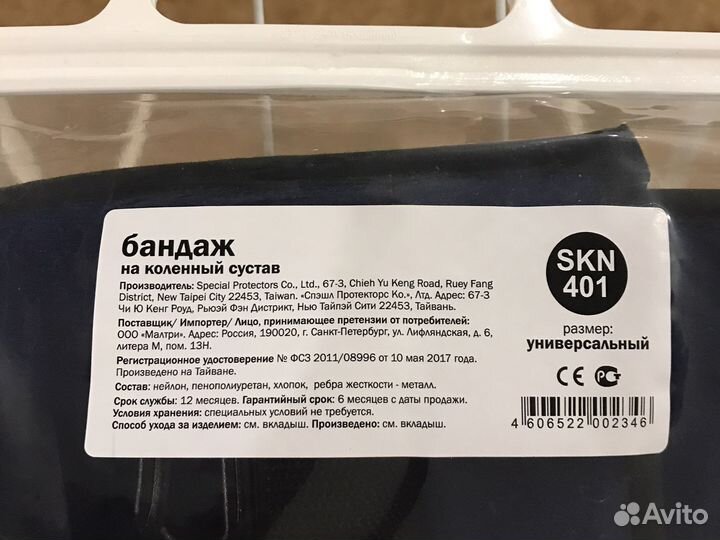 бандаж
на коленный сустав
Производитель: Special Protectors Co., Ltd., 67-3, Chieh Yu Keng Road, Ruey Fang
District, New Taipei City 22453, Taiwan. «Спэшл Протекторс Ко.», Лтд. Адрес: 67-3
Чи Ю Кенг Роуд, Рьюэй Фэн Дистрикт, Нью Тайпэй Сити 22453, Тайвань.
Поставщик/ Импортер/ Лицо, принимающее претензии от потребителей:
ООО «Малтри». Адрес: Россия, 190020, г. Санкт-Петербург, ул. Лифляндская, д. 6,
литера М, пом. 13Н.
Регистрационное удостоверение № ФСЗ 2011/08996 от 10 мая 2017 года.
Произведено на Тайване.
Состав: нейлон, пенополиуретан, хлопок, ребра жесткости - металл.
Срок службы: 12 месяцев. Гарантийный срок: 6 месяцев с даты продажи.
Условия хранения: специальных условий не требуется.
Способ ухода за изделием: см. вкладыш. Произведено: см. вкладыш.
SKN
401
размер:
универсальный
CE РСТ
4 606522 002346
Avito